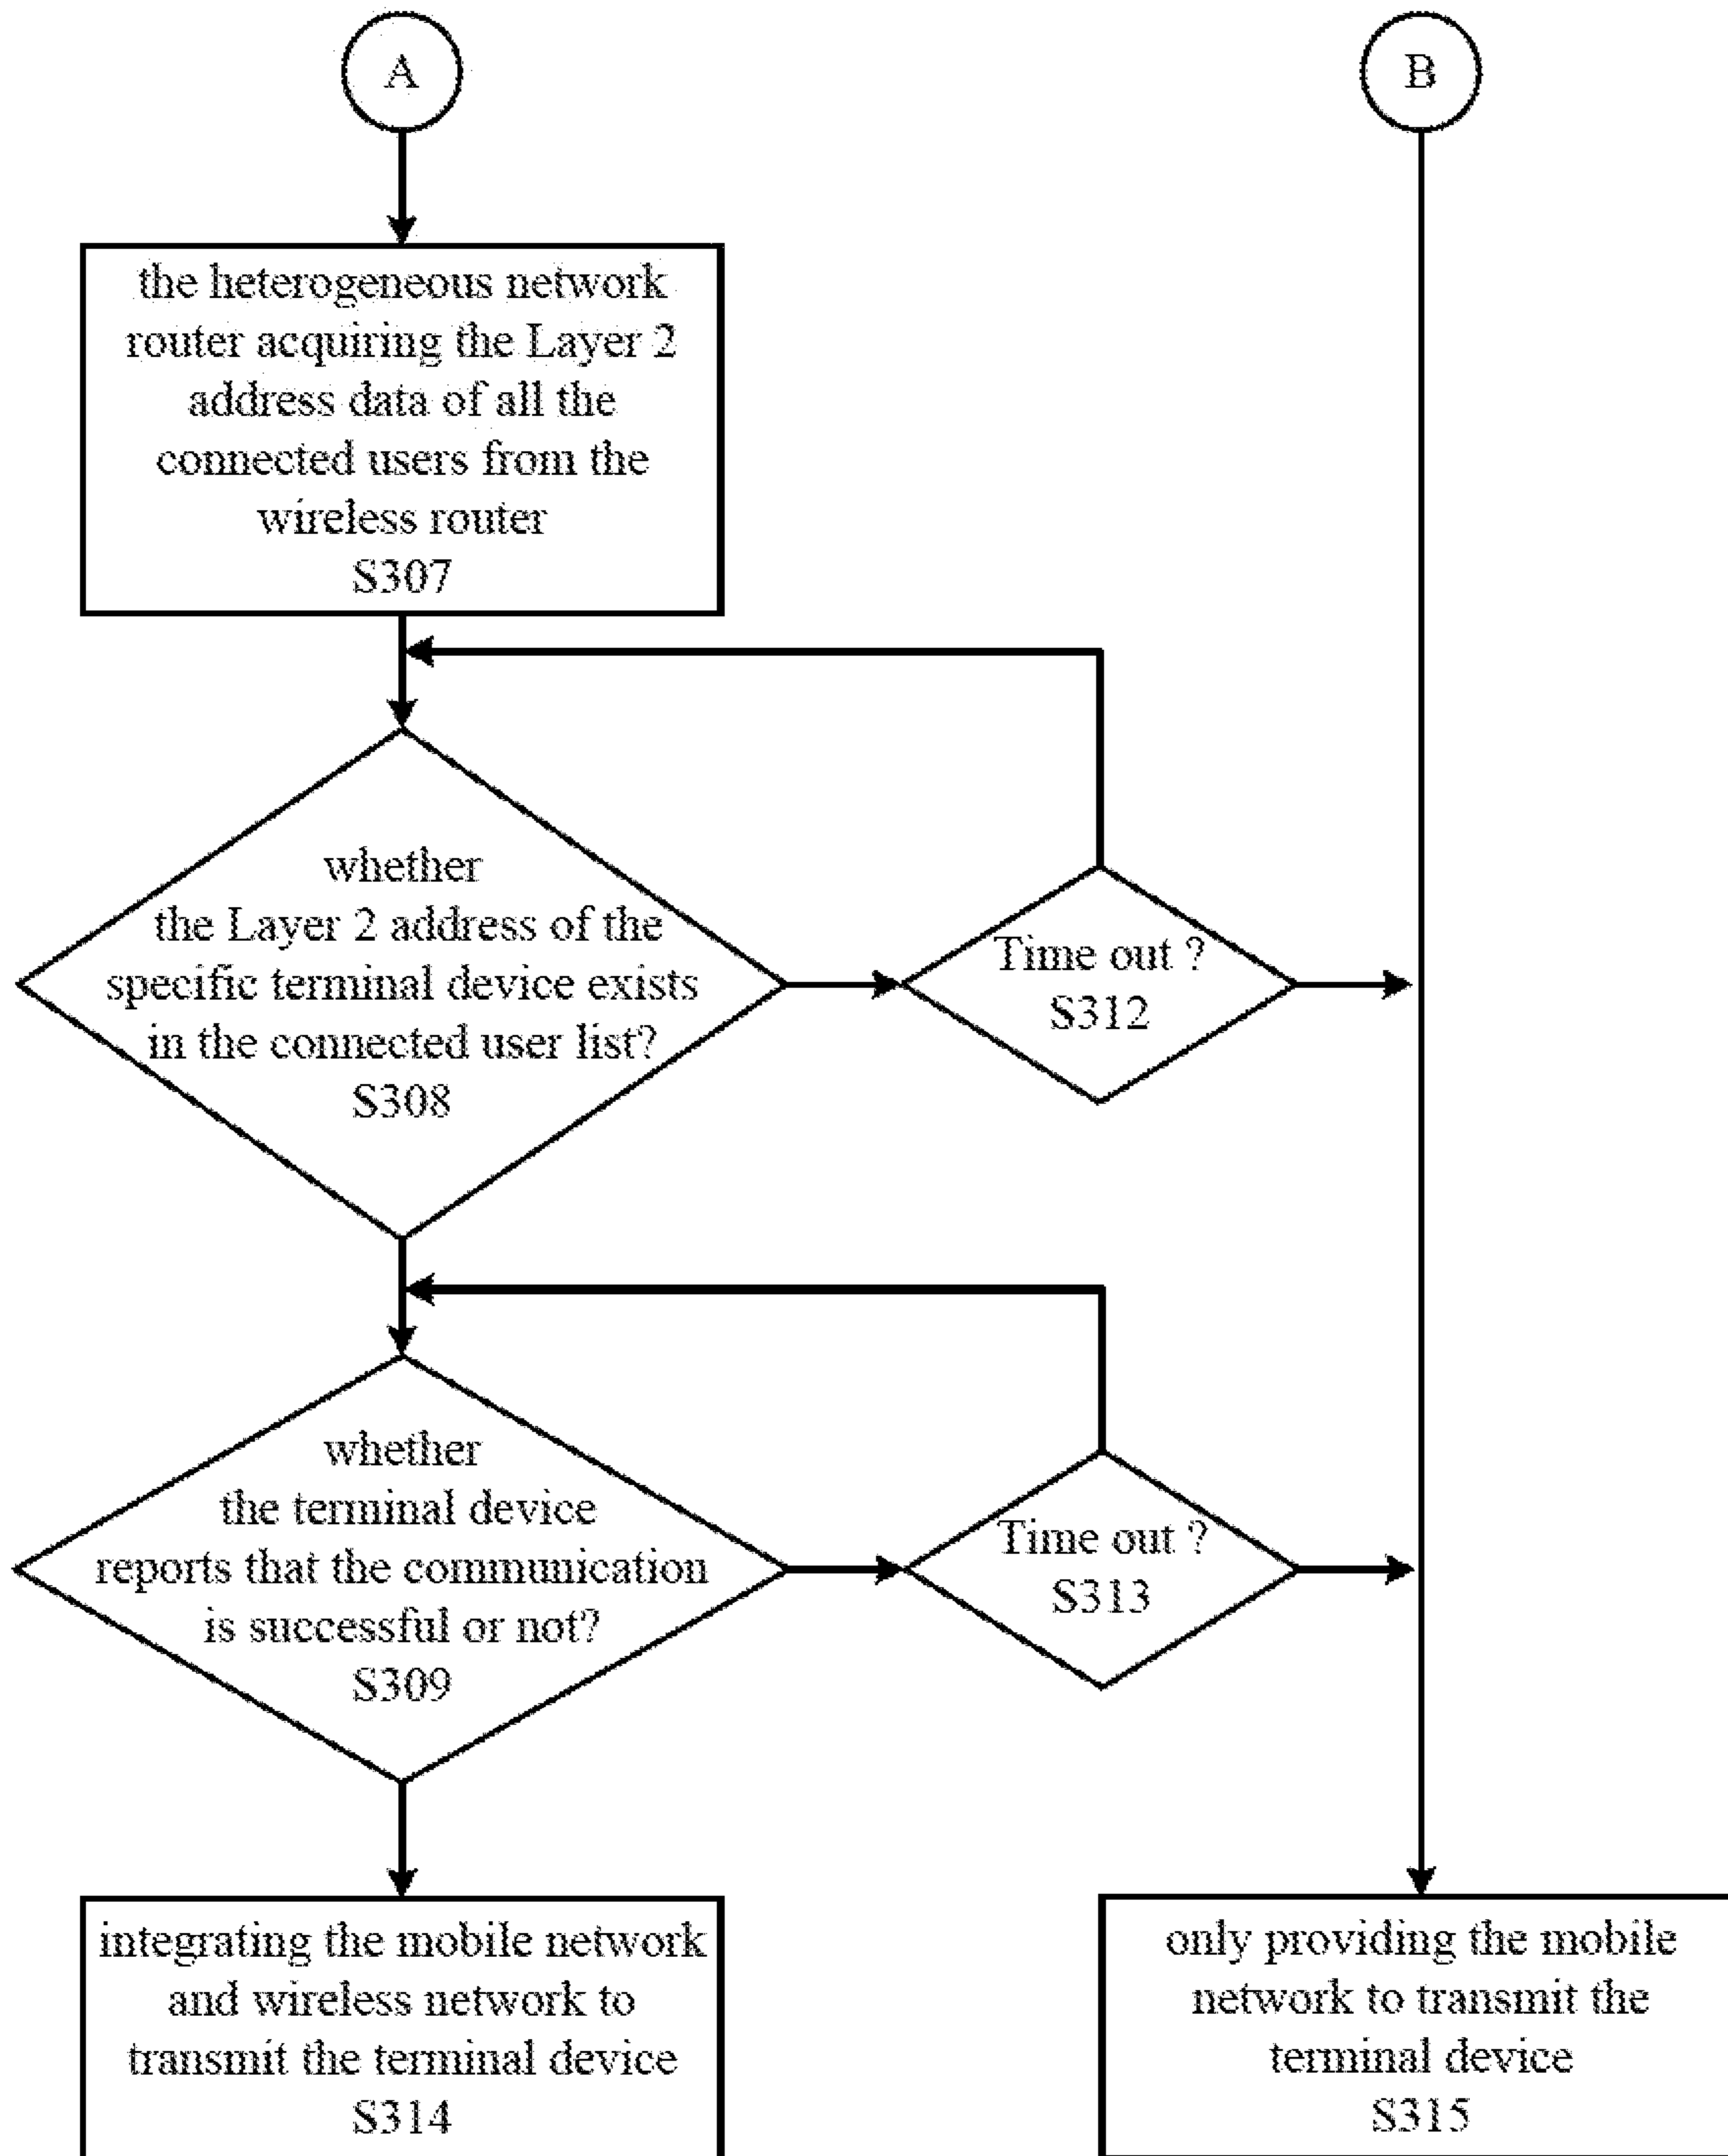 A
B
the heterogeneous network
router acquiring the Layer 2
address data of all the
connected users from the
wireless router
S307
whether
the Layer 2 address of the
specific terminal device exists
in the connected user list?
S308
Time out ?
S312
whether
the terminal device
reports that the communication
is successful or not?
S309
Time out ?
S313
integrating the mobile network
and wireless network to
transmit the terminal device
S314
only providing the mobile
network to transmit the
terminal device
S315